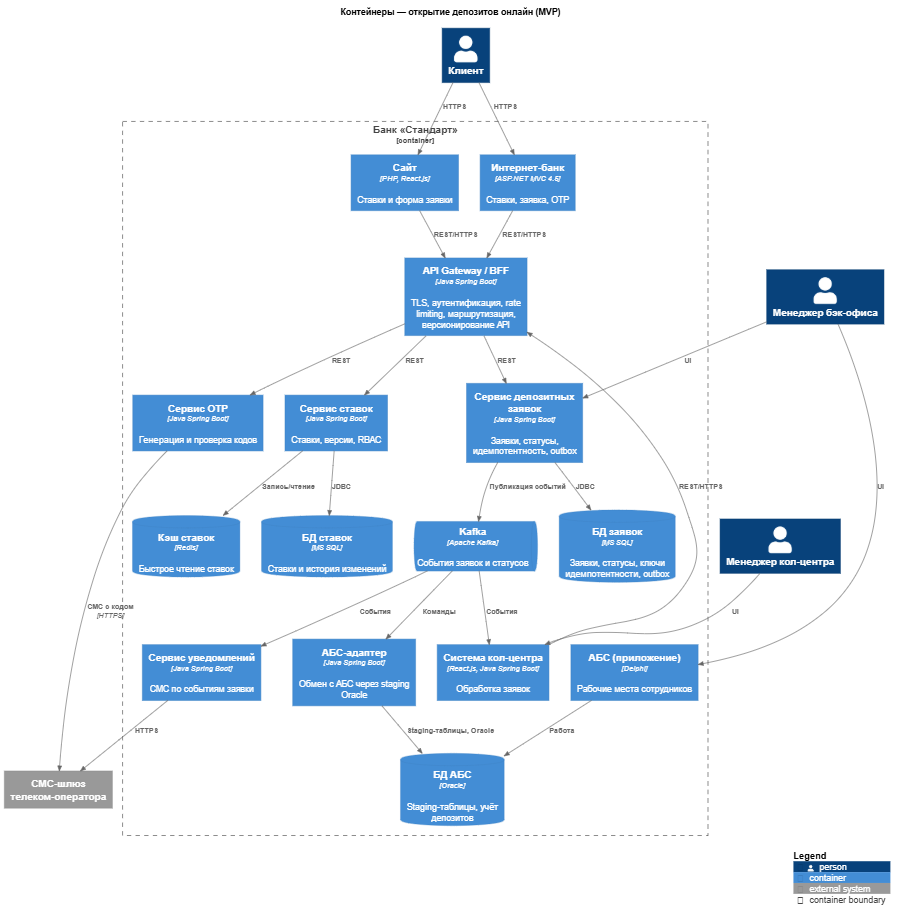 Контейнеры — открытие депозитов онлайн (MVP)
Клиент
HTTPS
HTTPS
Банк «Стандарт»
[container]
Сайт
[PHP, React.js]
Ставки и форма заявки
Интернет-банк
[ASP.NET MVC 4.5]
Ставки, заявка, OTP
REST/HTTPS
REST/HTTPS
API Gateway / BFF
[Java Spring Boot]
TLS, аутентификация, rate
limiting, маршрутизация,
версионирование API
Менеджер бэк-офиса
REST
REST
REST
UI
Сервис OTP
[Java Spring Boot]
Генерация и проверка кодов
Сервис ставок
[Java Spring Boot]
Ставки, версии, RBAC
Сервис депозитных
заявок
[Java Spring Boot]
Заявки, статусы,
идемпотентность, outbox
Запись/чтение
JDBC
Публикация событий
JDBC
REST/HTTPS
UI
Кэш ставок
[Redis]
Быстрое чтение ставок
БД ставок
[MS SQL]
Ставки и история изменений
Kafka
[Apache Kafka]
События заявок и статусов
БД заявок
[MS SQL]
Заявки, статусы, ключи
идемпотентности, outbox
Менеджер кол-центра
СМС с кодом
[HTTPS]
События
Команды
События
UI
Сервис уведомлений
[Java Spring Boot]
СМС по событиям заявки
АБС-адаптер
[Java Spring Boot]
Обмен с АБС через staging
Oracle
Система кол-центра
[React.js, Java Spring Boot]
Обработка заявок
АБС (приложение)
[Delphi]
Рабочие места сотрудников
HTTPS
Staging-таблицы, Oracle
Работа
СМС-шлюз
телеком-оператора
БД АБС
[Oracle]
Staging-таблицы, учёт
депозитов
Legend
person
container
external system
container boundary